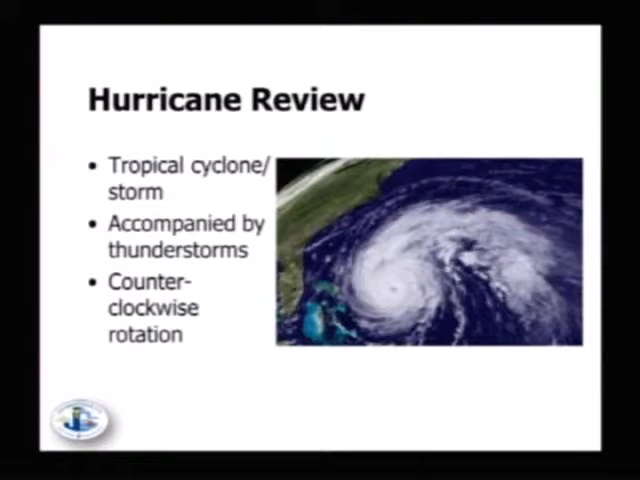 Hurricane Review
• Tropical cyclone/
storm
• Accompanied by
thunderstorms
• Counter-
clockwise
rotation